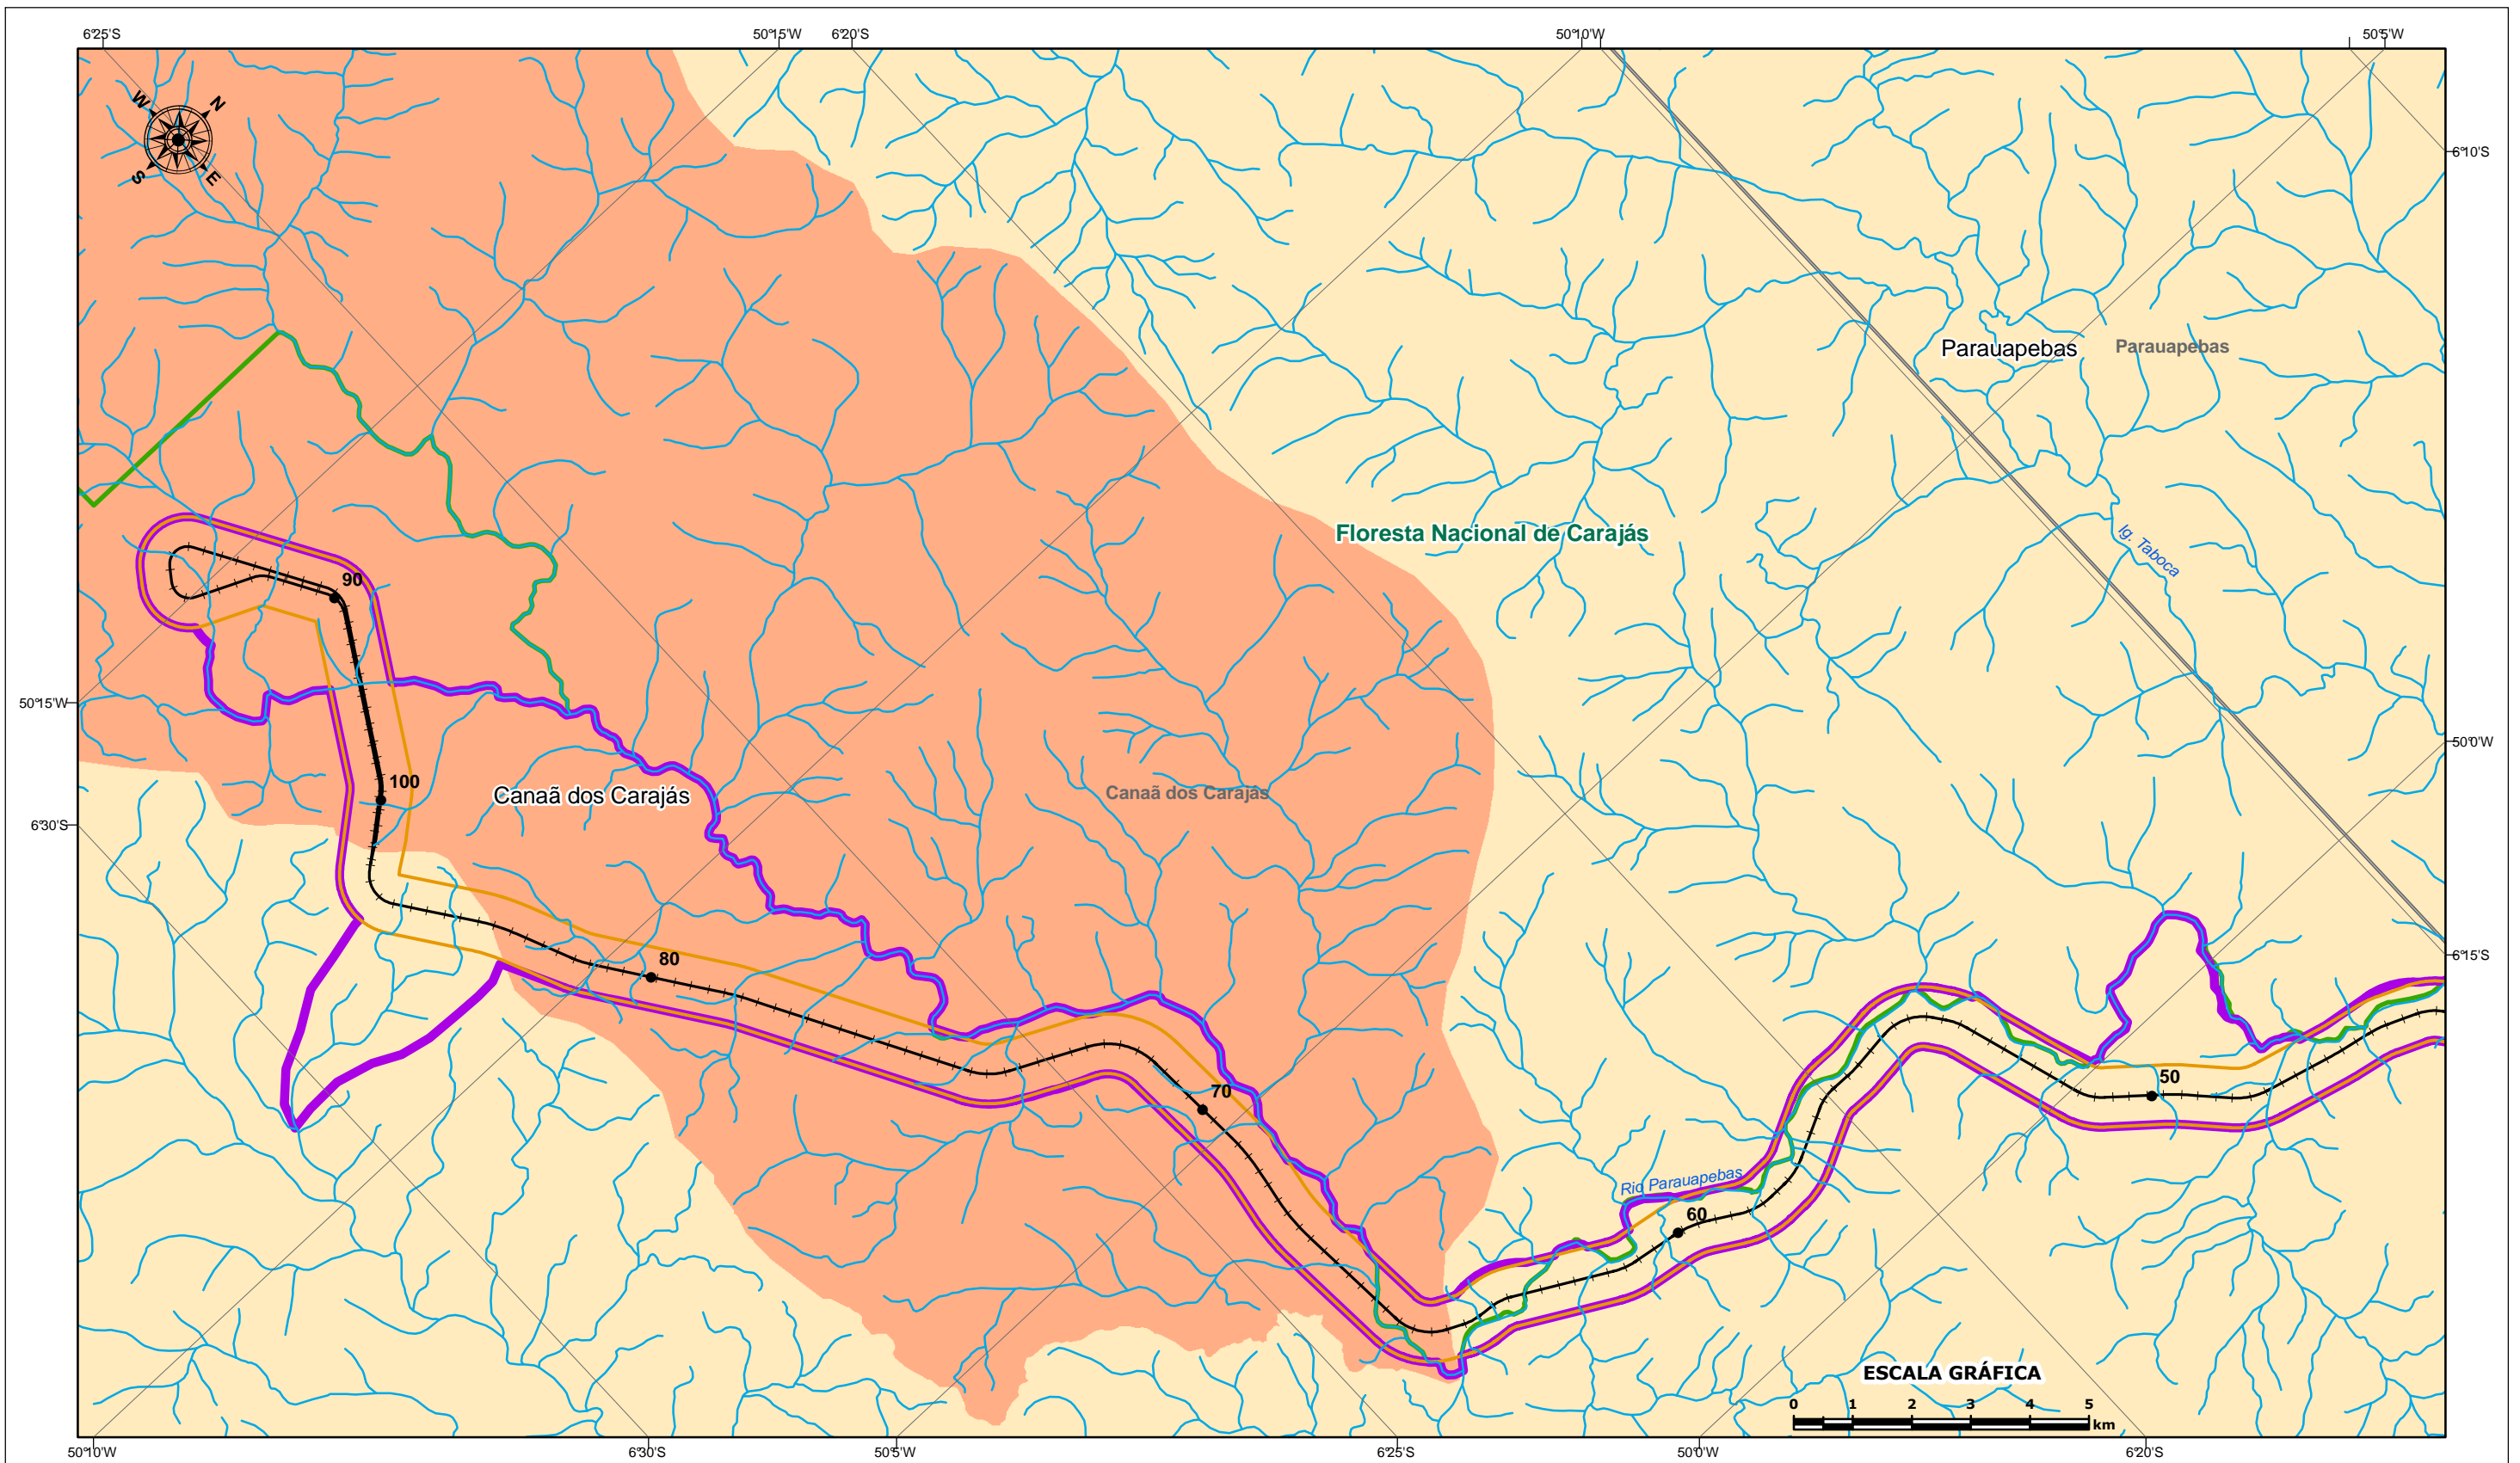 6°25'S
50°15'W
6°20'S
50°10'W
50°5'W
W
N
S
E
6°10'S
Parauapebas
Parauapebas
Floresta Nacional de Carajás
Ig. Taboca
90
50°15'W
50°0'W
100
Canaã dos Carajás
Canaã dos Carajás
6°30'S
80
6°15'S
70
50
Rio Parauapebas
60
ESCALA GRÁFICA
0 1 2 3 4 5
km
50°10'W
6°30'S
50°5'W
6°25'S
50°0'W
6°20'S